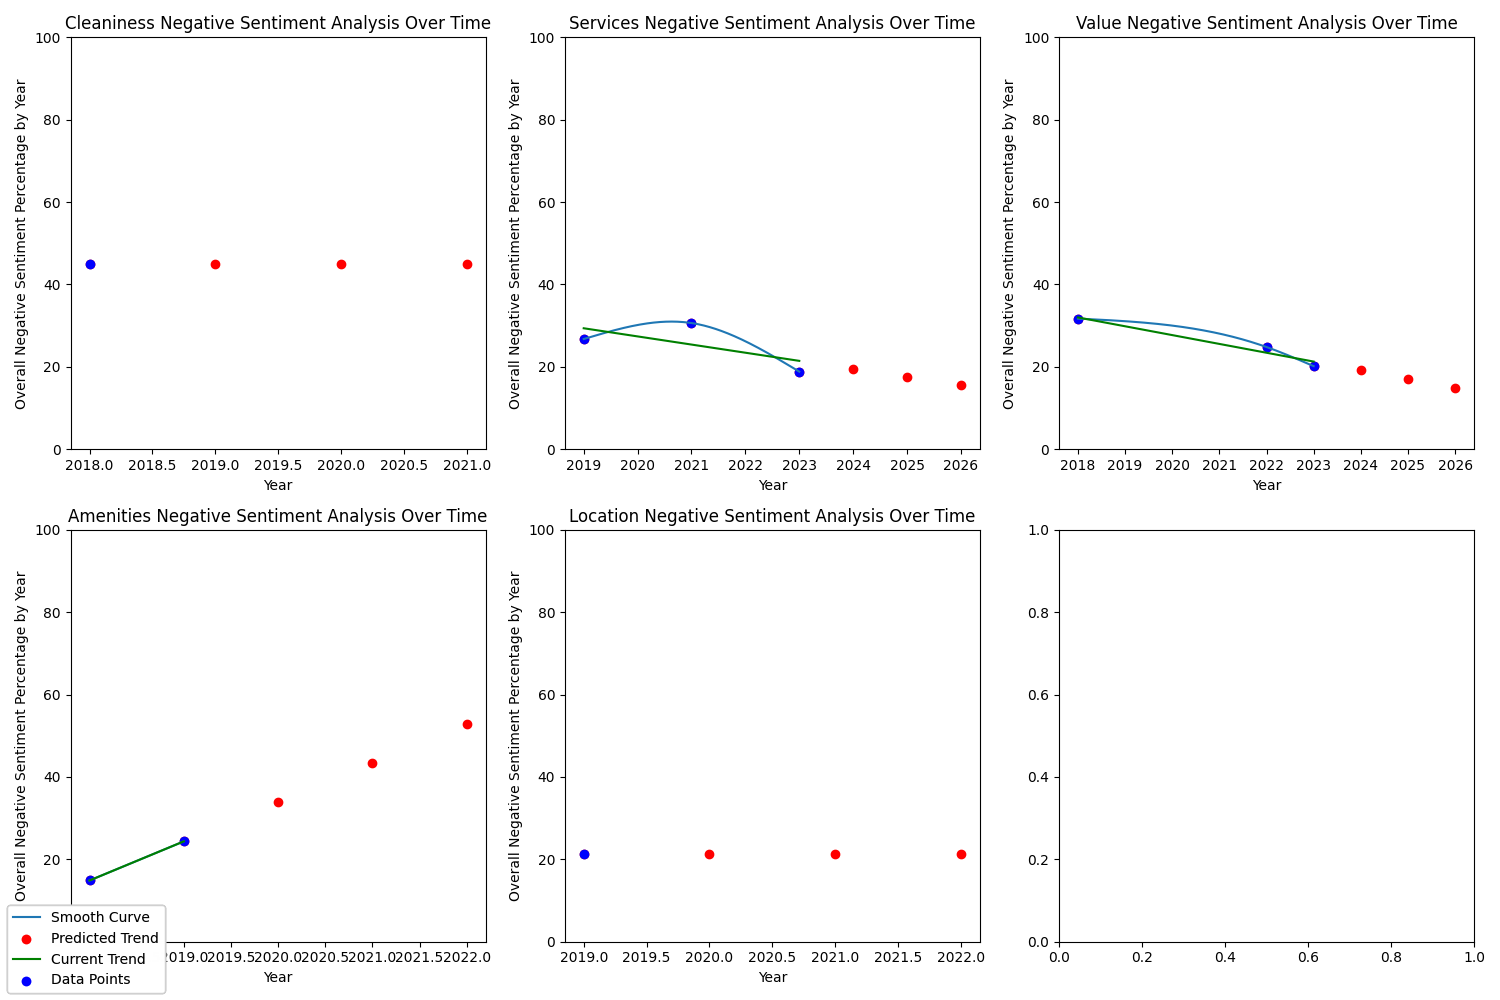 Cleaniness Negative Sentiment Analysis Over Time
Overall Negative Sentiment Percentage by Year
100
80
60
40
20
0
2018.0 2018.5 2019.0 2019.5 2020.0 2020.5 2021.0
Year
Services Negative Sentiment Analysis Over Time
Overall Negative Sentiment Percentage by Year
100
80
60
40
20
0
2019 2020 2021 2022 2023 2024 2025 2026
Year
Value Negative Sentiment Analysis Over Time
Overall Negative Sentiment Percentage by Year
100
80
60
40
20
0
2018 2019 2020 2021 2022 2023 2024 2025 2026
Year
Amenities Negative Sentiment Analysis Over Time
Overall Negative Sentiment Percentage by Year
100
80
60
40
20
2019.0 2019.5 2020.0 2020.5 2021.0 2021.5 2022.0
Year
Smooth Curve
Predicted Trend
Current Trend
Data Points
Location Negative Sentiment Analysis Over Time
Overall Negative Sentiment Percentage by Year
100
80
60
40
20
0
2019.0 2019.5 2020.0 2020.5 2021.0 2021.5 2022.0
Year
1.0
0.8
0.6
0.4
0.2
0.0
0.0 0.2 0.4 0.6 0.8 1.0